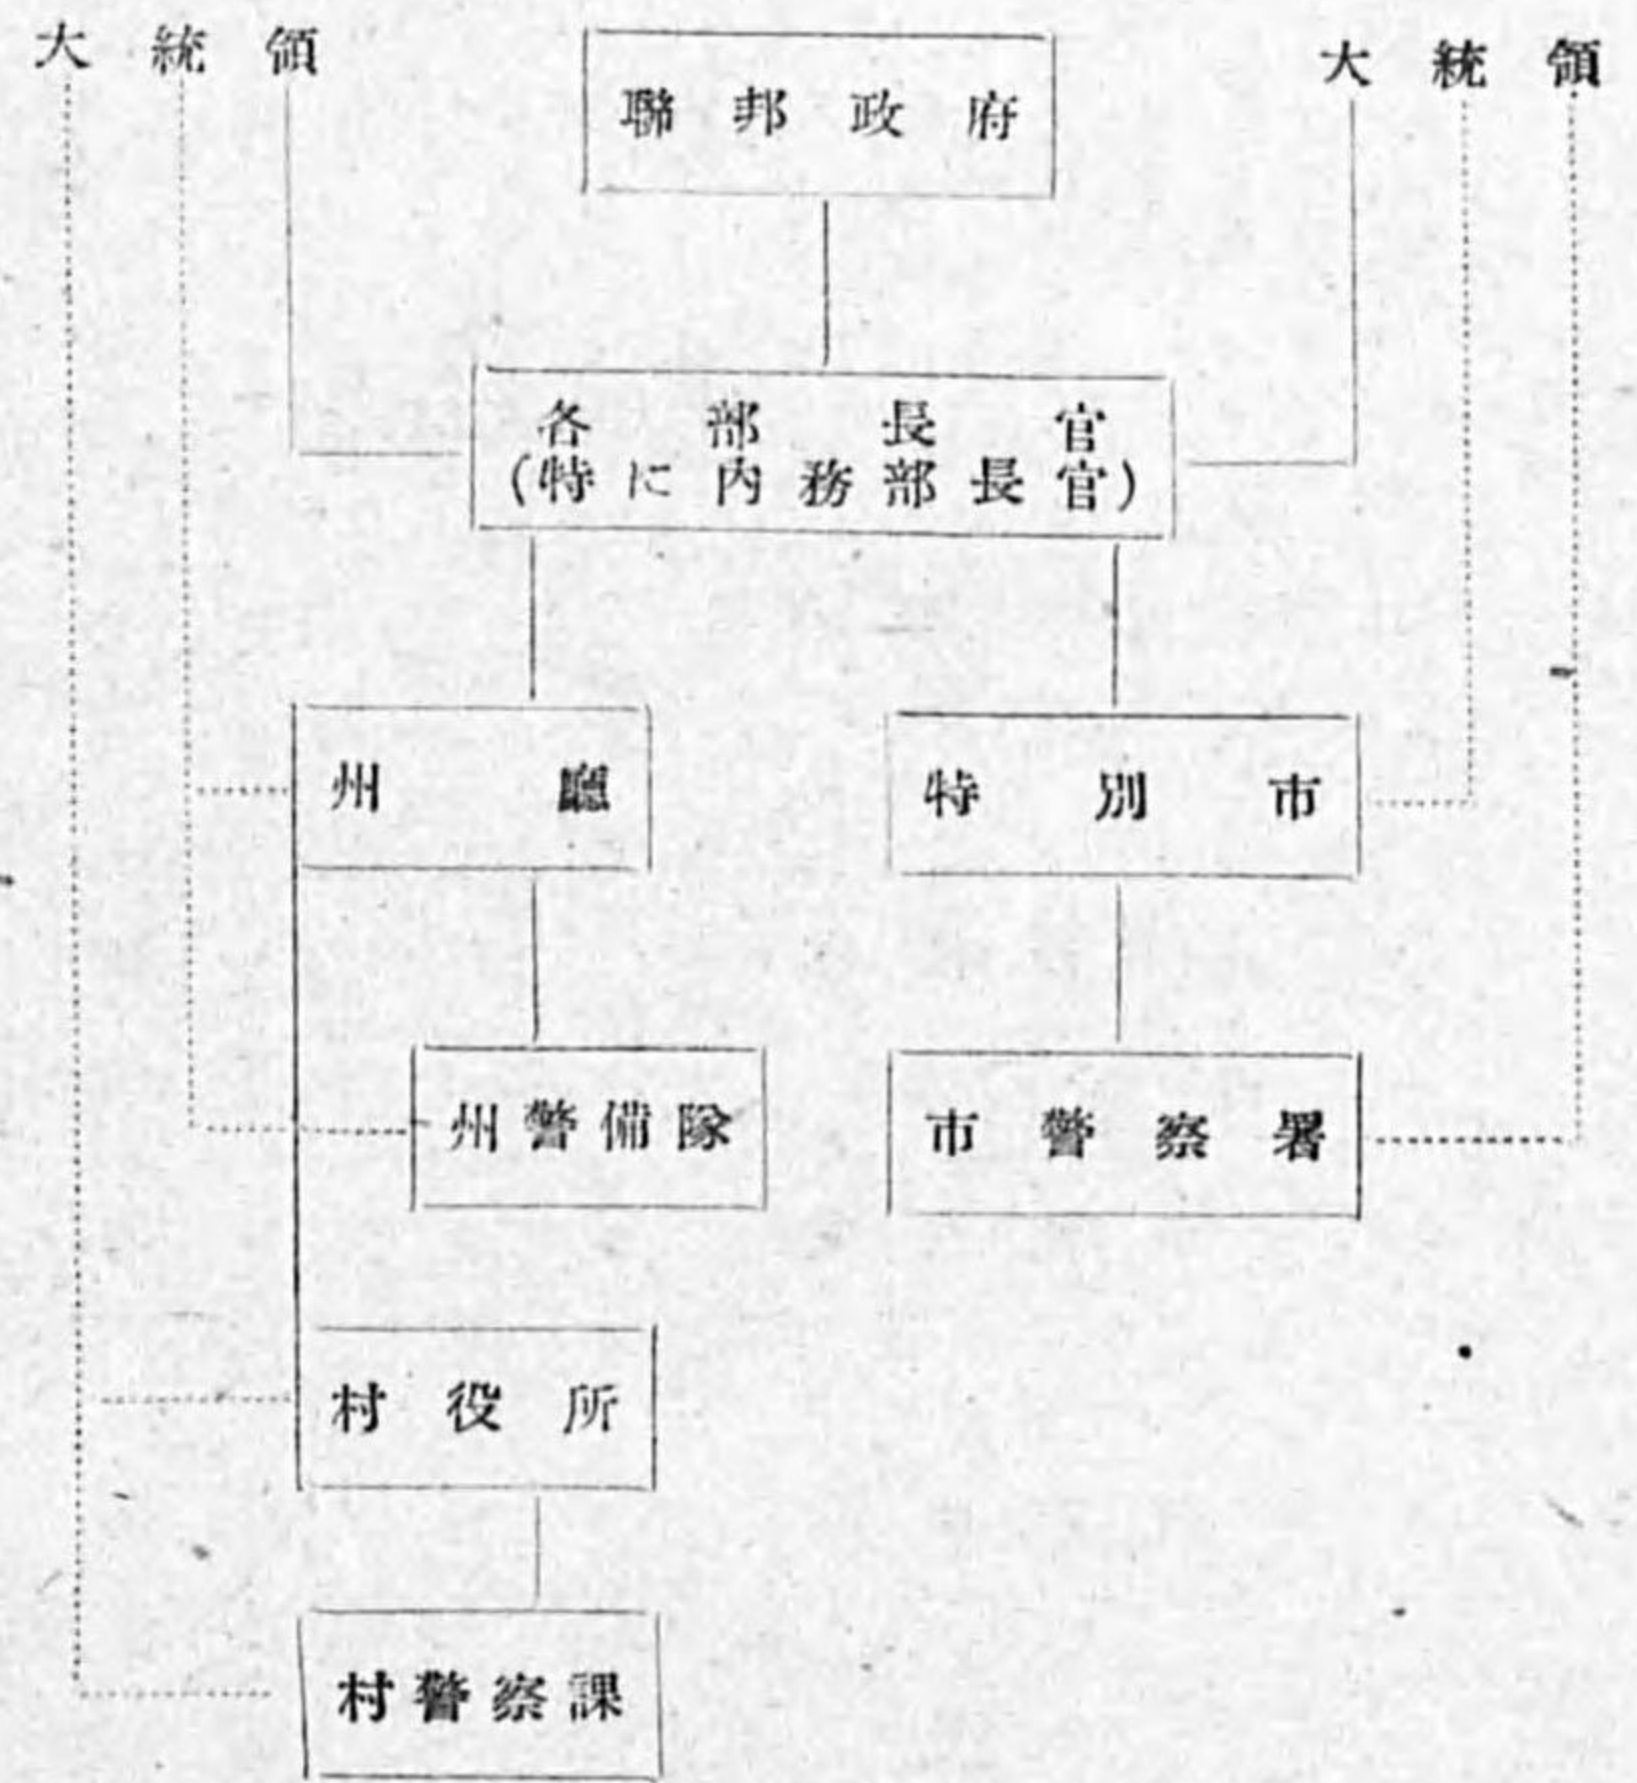 大統領
聯邦政府
大統領
各部長官
(特に内務部長官)
州廳
特別市
州警備隊
市警察署
村役所
村警察課